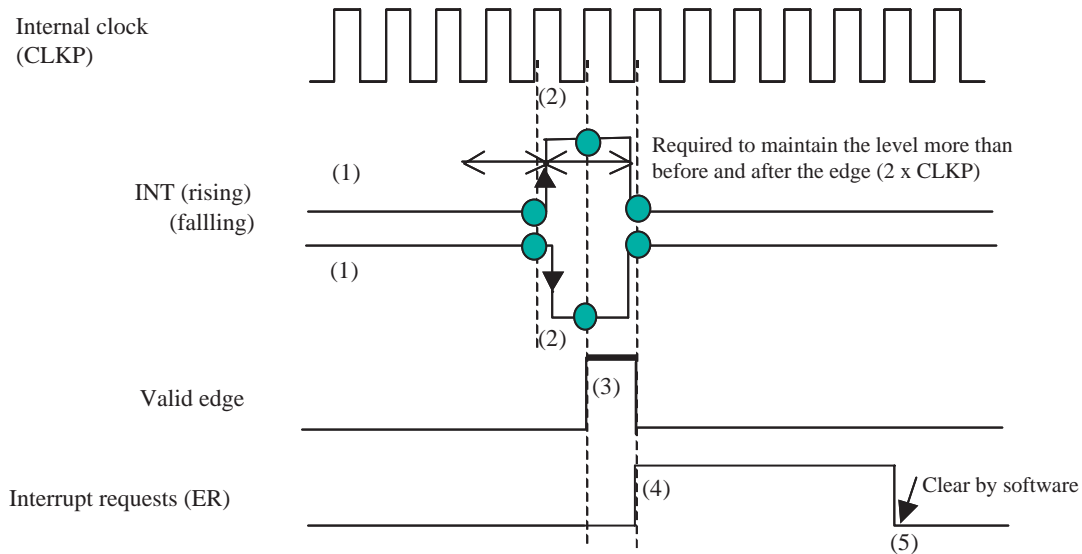 Internal clock
(CLKP)
(2)
(1)
Required to maintain the level more than
before and after the edge (2 x CLKP)
INT (rising)
(fallling)
(1)
(2)
Valid edge
(3)
Interrupt requests (ER)
(4)
Clear by software
(5)